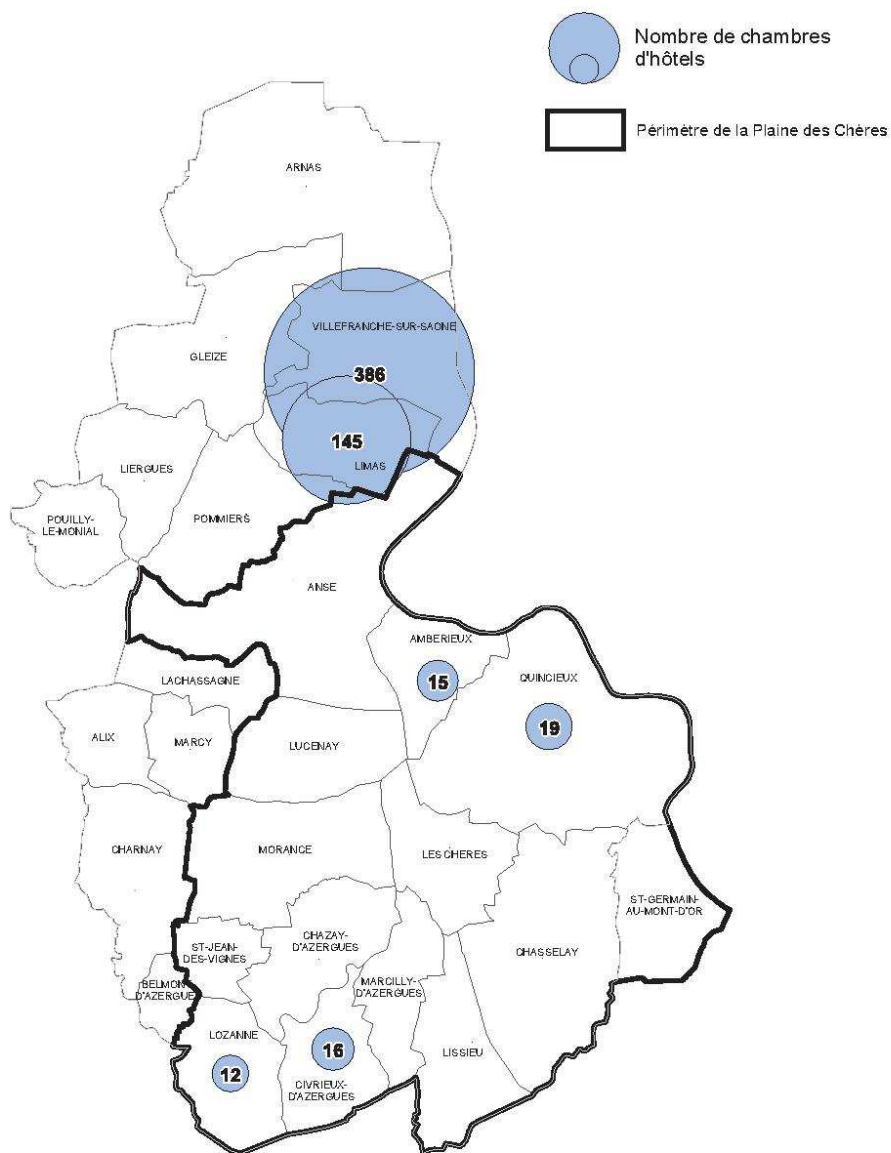 Nombre de chambres
d'hôtels
Périmètre de la Plaine des Chères
ARNAS
VILLEFRANCHE-SUR-SAONE
GLEIZE
386
145
LIMAS
LIERGUES
POUILLY-
LE-MONIAL
POMMIERS
ANSE
AMBERIEUX
15
QUINCIEUX
19
LACHASSAGNE
ALIX
MARCY
LUCENAY
CHARNAY
MORANCE
LES CHERES
ST-GERMAIN-
AU-MONT-D'OR
ST-JEAN-
DES-VIGNES
CHAZAY-
D'AZERGUES
CHASSELAY
MARCILLY-
D'AZERGUES
BELMON
D'AZERGUE
LOZANNE
12
16
CIVRIEUX-
D'AZERGUES
LISSIEU